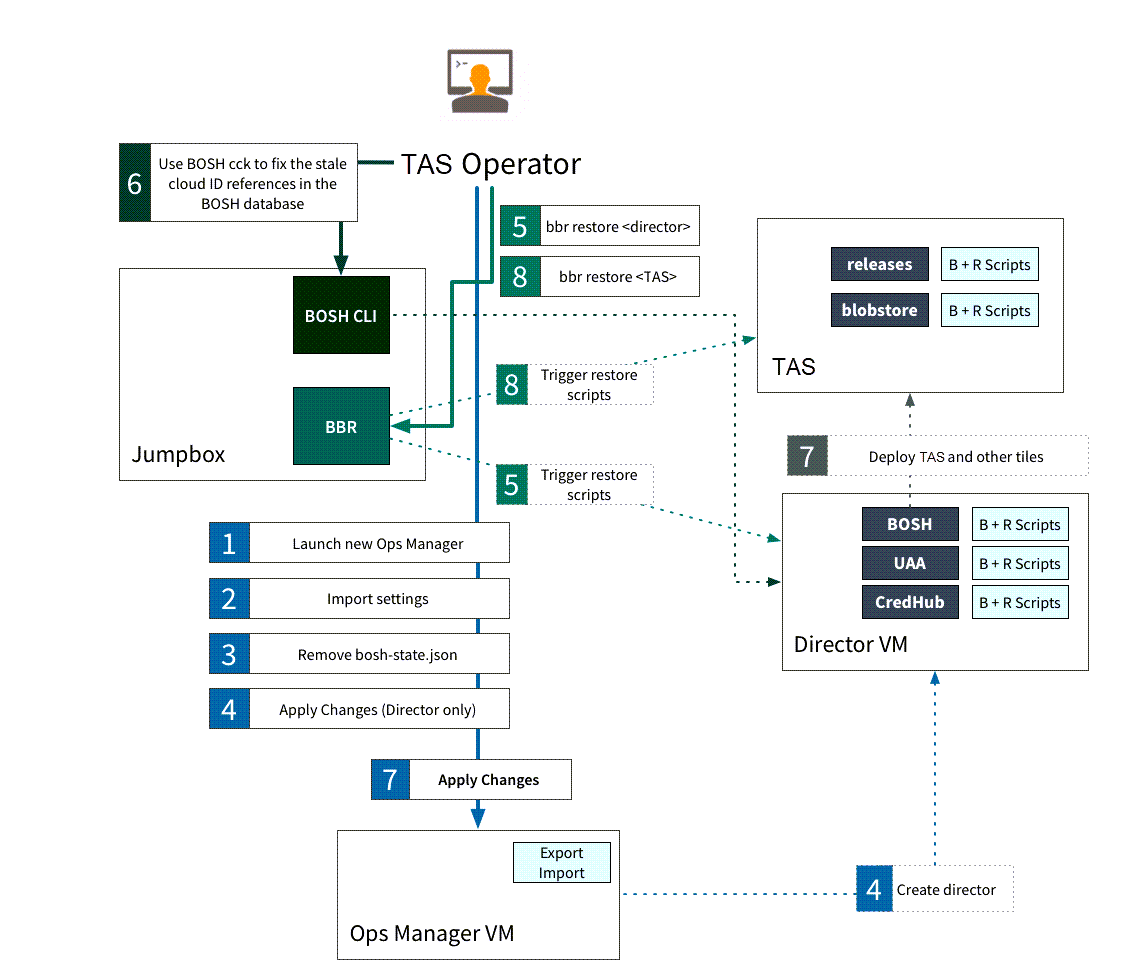 >-
TAS Operator
6
Use BOSH cck to fix the stale
cloud ID references in the
BOSH database
5
bbr restore <director>
8
bbr restore <TAS>
BOSH CLI
BBR
Jumpbox
8
Trigger restore
scripts
5
Trigger restore
scripts
releases
B + R Scripts
blobstore
B + R Scripts
TAS
7
Deploy TAS and other tiles
BOSH
B + R Scripts
UAA
B + R Scripts
CredHub
B + R Scripts
Director VM
1
Launch new Ops Manager
2
Import settings
3
Remove bosh-state.json
4
Apply Changes (Director only)
7
Apply Changes
Export
Import
Ops Manager VM
4
Create director